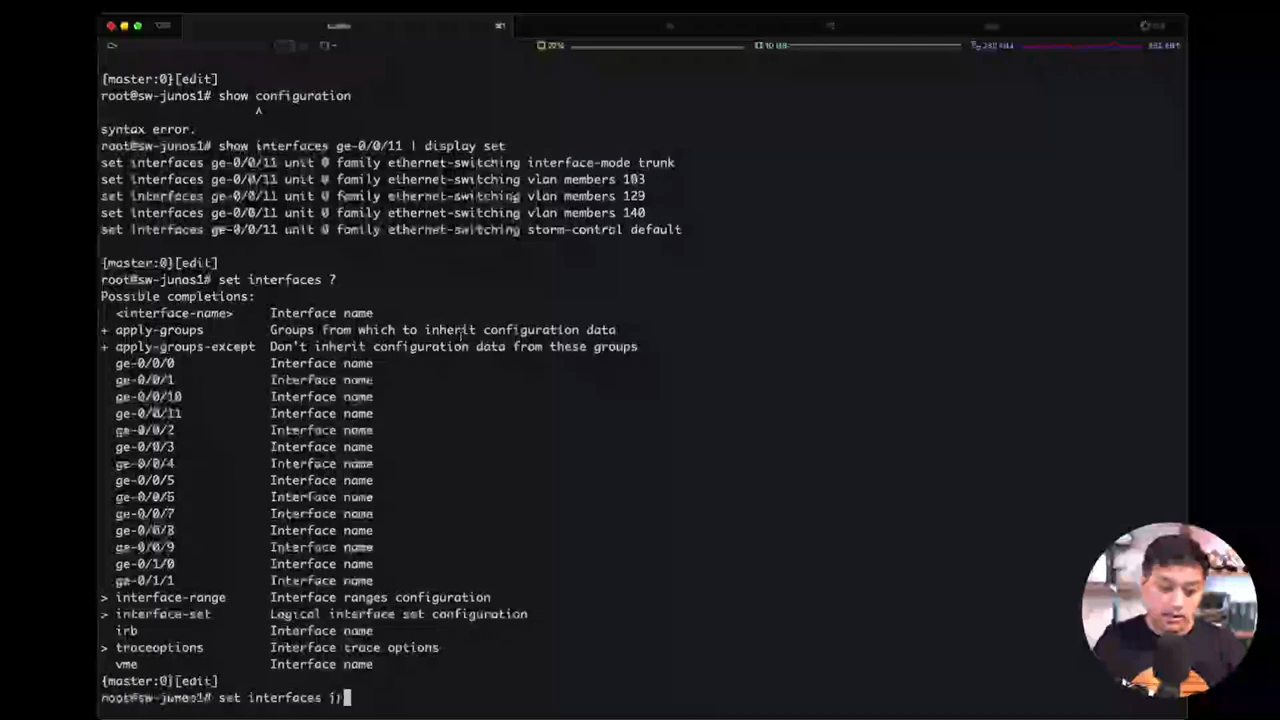 {master:0}[edit]
root@sw-junos1# show configuration
^
syntax error.
root@sw-junos1# show interfaces ge-0/0/11 | display set
set interfaces ge-0/0/11 unit 0 family ethernet-switching interface-mode trunk
set interfaces ge-0/0/11 unit 0 family ethernet-switching vlan members 103
set interfaces ge-0/0/11 unit 0 family ethernet-switching vlan members 129
set interfaces ge-0/0/11 unit 0 family ethernet-switching vlan members 140
set interfaces ge-0/0/11 unit 0 family ethernet-switching storm-control default
{master:0}[edit]
root@sw-junos1# set interfaces ?
Possible completions:
<interface-name> Interface name
+ apply-groups Groups from which to inherit configuration data
+ apply-groups-except Don't inherit configuration data from these groups
ge-0/0/0 Interface name
ge-0/0/1 Interface name
ge-0/0/10 Interface name
ge-0/0/11 Interface name
ge-0/0/2 Interface name
ge-0/0/3 Interface name
ge-0/0/4 Interface name
ge-0/0/5 Interface name
ge-0/0/6 Interface name
ge-0/0/7 Interface name
ge-0/0/8 Interface name
ge-0/0/9 Interface name
ge-0/1/0 Interface name
ge-0/1/1 Interface name
> interface-range Interface ranges configuration
> interface-set Logical interface set configuration
irb Interface name
> traceoptions Interface trace options
vme Interface name
{master:0}[edit]
root@sw-junos1# set interfaces